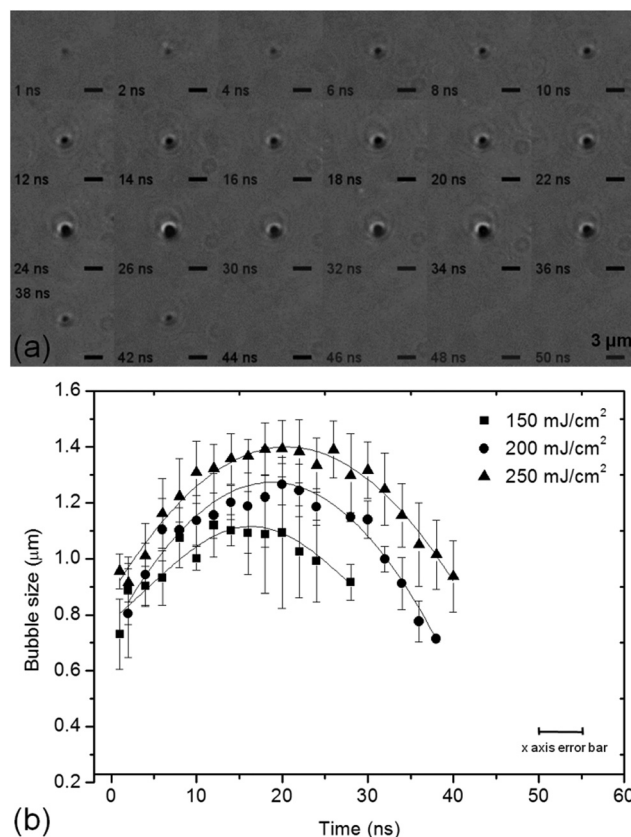 1 ns 2 ns 4 ns 6 ns 8 ns 10 ns
12 ns 14 ns 16 ns 18 ns 20 ns 22 ns
24 ns 26 ns 30 ns 32 ns 34 ns 36 ns
38 ns
3 µm
(a) 42 ns 44 ns 46 ns 48 ns 50 ns
1.6
150 mJ/cm²
1.4
200 mJ/cm²
250 mJ/cm²
1.2
1.0
0.8
0.6
0.4
x axis error bar
0.2
0 10 20 30 40 50 60
Bubble size (µm)
(b) Time (ns)